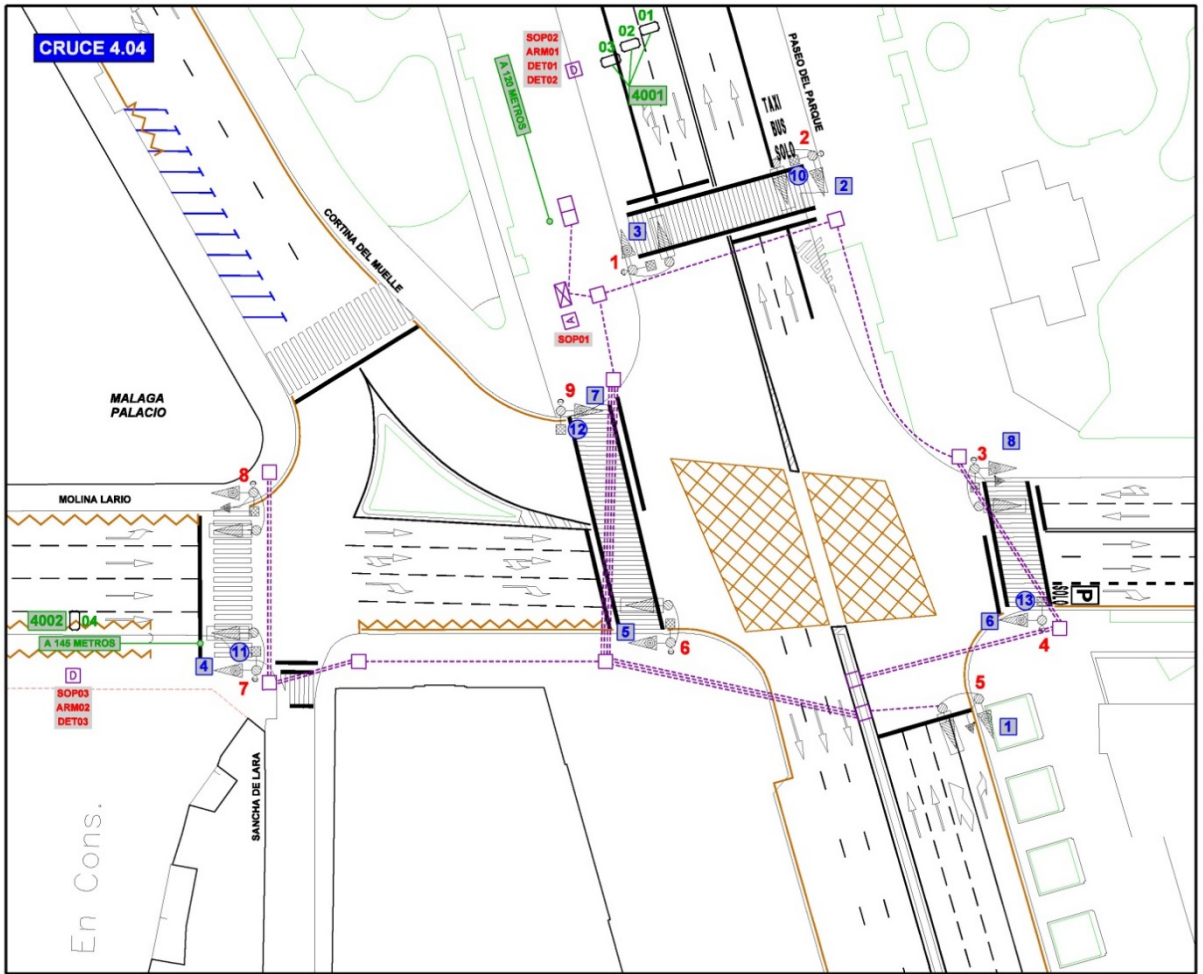 CRUCE 4.04
SOP02
ARM01
DET01
DET02
D
A 120 METROS
01
02
03
4001
PASEO DEL PARQUE
TAXI
BUS
SOLO
2
10
2
3
1
CORTINA DEL MUELLE
A
SOP01
MALAGA
PALACIO
9
7
12
8
3
8
MOLINA LARIO
4002
04
A 145 METROS
D
SOP03
ARM02
DET03
4
11
7
5
6
SOLO
P
13
6
4
5
1
SANCHA DE LARA
En Cons.